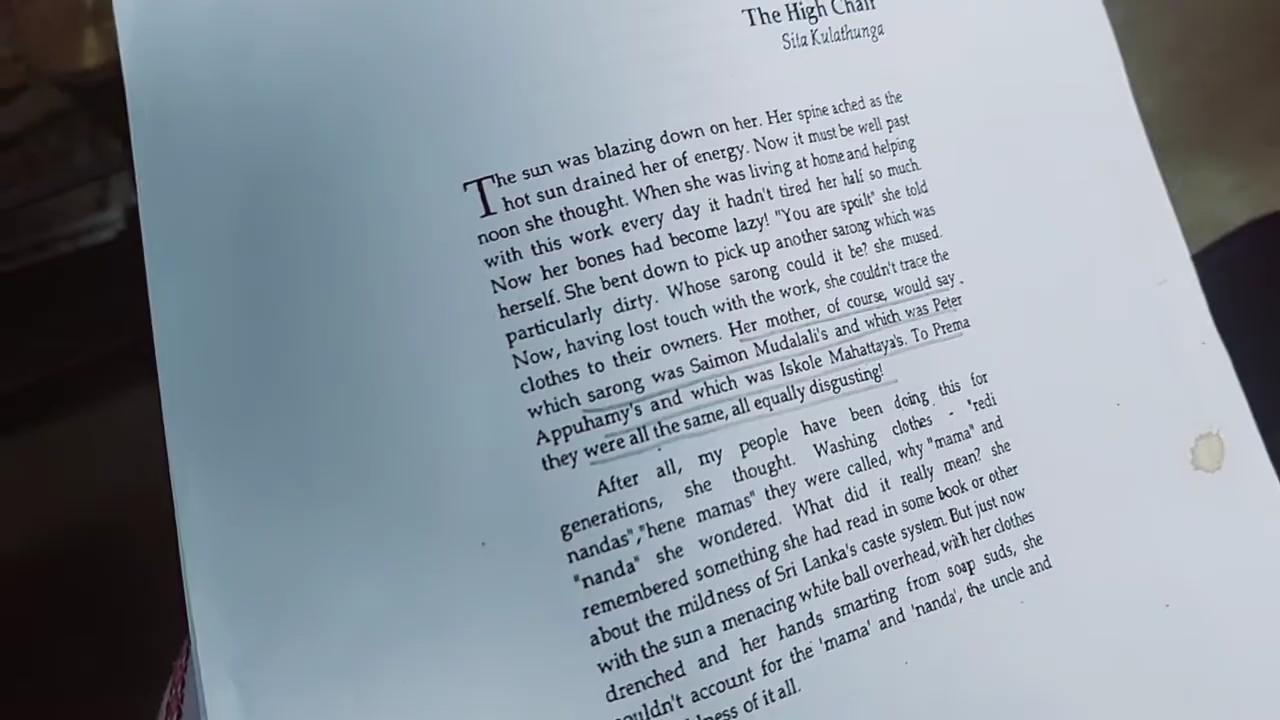 The High Chair
Sita Kulathunga
The sun was blazing down on her. Her spine ached as the
hot sun drained her of energy. Now it must be well past
noon she thought. When she was living at home and helping
with this work every day it hadn't tired her half so much.
Now her bones had become lazy! "You are spoilt" she told
herself. She bent down to pick up another sarong which was
particularly dirty. Whose sarong could it be? she mused.
Now, having lost touch with the work, she couldn't trace the
clothes to their owners. Her mother, of course, would say.
which sarong was Saimon Mudalali's and which was Peter
Appuhamy's and which was Iskole Mahattaya's. To Prema
they were all the same, all equally disgusting!
After all, my people have been doing this for
generations, she thought. Washing clothes - "redi
nandas","hene mamas" they were called, why "mama" and
"nanda" she wondered. What did it really mean? she
remembered something she had read in some book or other
about the mildness of Sri Lanka's caste system. But just now
with the sun a menacing white ball overhead, with her clothes
drenched and her hands smarting from soap suds, she
couldn't account for the 'mama' and 'nanda', the uncle and
of it all.